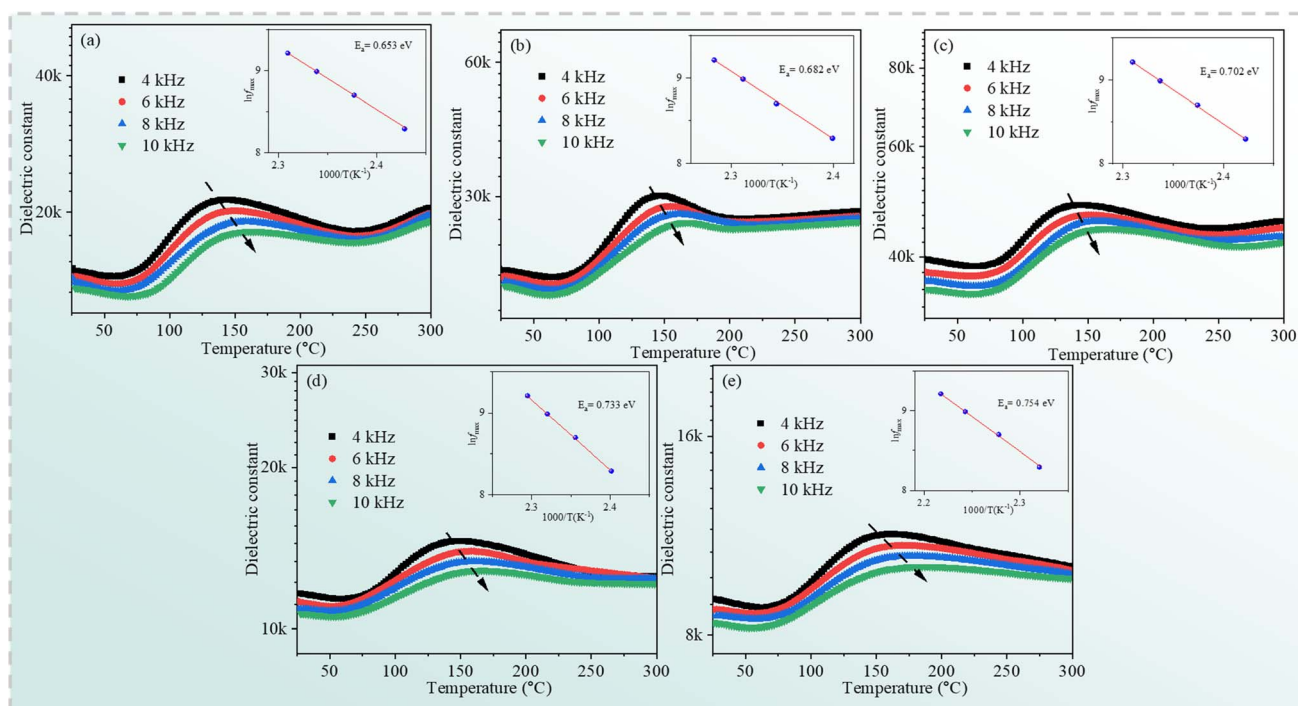 (a)
4 kHz
6 kHz
8 kHz
10 kHz
Dielectric constant
40k
20k
0 50 100 150 200 250 300
Temperature (°C)
Eₐ = 0.653 eV
lnfₘₐₓ
9
8
2.3 2.4
1000/T(K⁻¹)
(b)
4 kHz
6 kHz
8 kHz
10 kHz
Dielectric constant
60k
30k
50 100 150 200 250 300
Temperature (°C)
Eₐ = 0.682 eV
lnfₘₐₓ
9
8
2.3 2.4
1000/T(K⁻¹)
(c)
4 kHz
6 kHz
8 kHz
10 kHz
Dielectric constant
80k
60k
40k
50 100 150 200 250 300
Temperature (°C)
Eₐ = 0.702 eV
lnfₘₐₓ
9
8
2.3 2.4
1000/T(K⁻¹)
(d)
4 kHz
6 kHz
8 kHz
10 kHz
Dielectric constant
30k
20k
10k
50 100 150 200 250 300
Temperature (°C)
Eₐ = 0.733 eV
lnfₘₐₓ
9
8
2.3 2.4
1000/T(K⁻¹)
(e)
4 kHz
6 kHz
8 kHz
10 kHz
Dielectric constant
16k
8k
50 100 150 200 250 300
Temperature (°C)
Eₐ = 0.754 eV
lnfₘₐₓ
9
8
2.2 2.3
1000/T(K⁻¹)